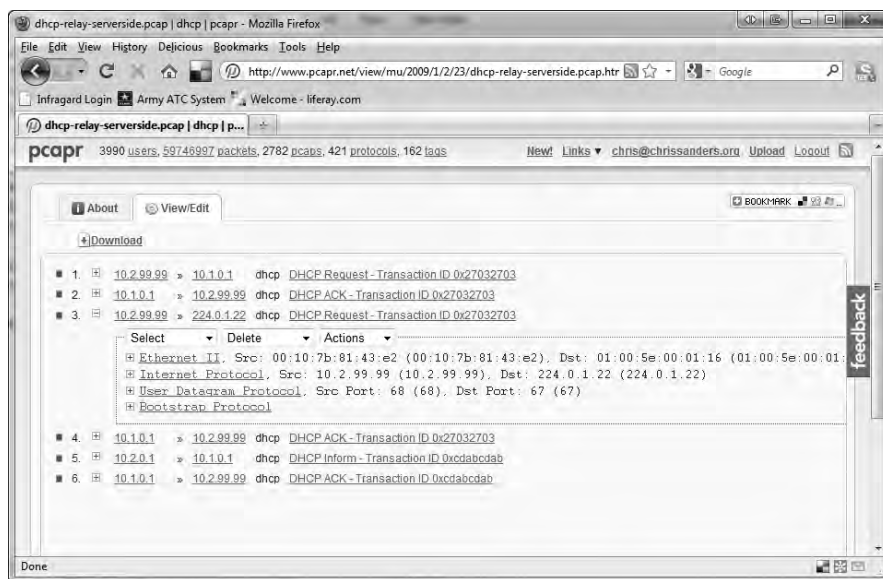 dhcp-relay-serverside.pcap | dhcp | pcapr - Mozilla Firefox
File Edit View History Delicious Bookmarks Tools Help
http://www.pcapr.net/view/mu/2009/1/2/23/dhcp-relay-serverside.pcap.htr Google
Infragard Login Army ATC System Welcome - liferay.com
dhcp-relay-serverside.pcap | dhcp | p...
pcapr 3990 users, 59746997 packets, 2782 pcaps, 421 protocols, 162 tags New! Links ▾ chris@chrissanders.org Upload Logout
About View/Edit BOOKMARK
Download
1. 10.2.99.99 » 10.1.0.1 dhcp DHCP Request - Transaction ID 0x27032703
2. 10.1.0.1 » 10.2.99.99 dhcp DHCP ACK - Transaction ID 0x27032703
3. 10.2.99.99 » 224.0.1.22 dhcp DHCP Request - Transaction ID 0x27032703
Select Delete Actions
Ethernet II, Src: 00:10:7b:81:43:e2 (00:10:7b:81:43:e2), Dst: 01:00:5e:00:01:16 (01:00:5e:00:01:
Internet Protocol, Src: 10.2.99.99 (10.2.99.99), Dst: 224.0.1.22 (224.0.1.22)
User Datagram Protocol, Src Port: 68 (68), Dst Port: 67 (67)
Bootstrap Protocol
4. 10.1.0.1 » 10.2.99.99 dhcp DHCP ACK - Transaction ID 0x27032703
5. 10.2.0.1 » 10.1.0.1 dhcp DHCP Inform - Transaction ID 0xcdabcdab
6. 10.1.0.1 » 10.2.99.99 dhcp DHCP ACK - Transaction ID 0xcdabcdab
feedback
Done